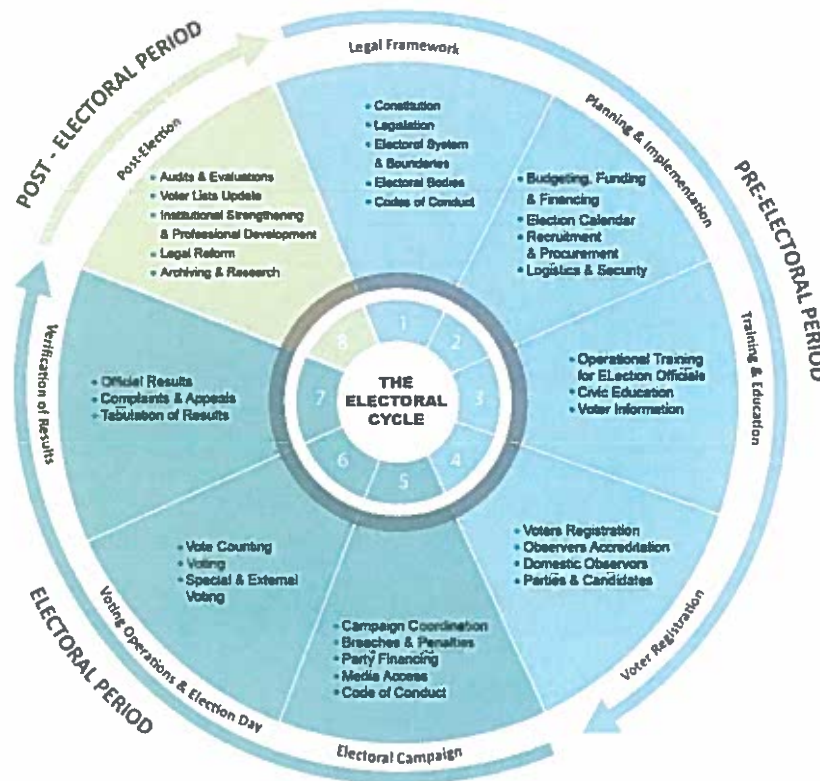 THE
ELECTORAL
CYCLE
1
2
3
4
5
6
7
8
PRE-ELECTORAL PERIOD
Legal Framework
• Constitution
• Legislation
• Electoral System
& Boundaries
• Electoral Bodies
• Codes of Conduct
Planning & Implementation
• Budgeting, Funding
& Financing
• Election Calendar
• Recruitment
& Procurement
• Logistics & Security
Training & Education
• Operational Training
for ELection Officials
• Civic Education
• Voter Information
Voter Registration
• Voters Registration
• Observers Accreditation
• Domestic Observers
• Parties & Candidates
ELECTORAL PERIOD
Electoral Campaign
• Campaign Coordination
• Breaches & Penalties
• Party Financing
• Media Access
• Code of Conduct
Voting Operations & Election Day
• Vote Counting
• Voting
• Special & External
Voting
Verification of Results
• Official Results
• Complaints & Appeals
• Tabulation of Results
POST - ELECTORAL PERIOD
Post-Election
• Audits & Evaluations
• Voter Lists Update
• Institutional Strengthening
& Professional Development
• Legal Reform
• Archiving & Research